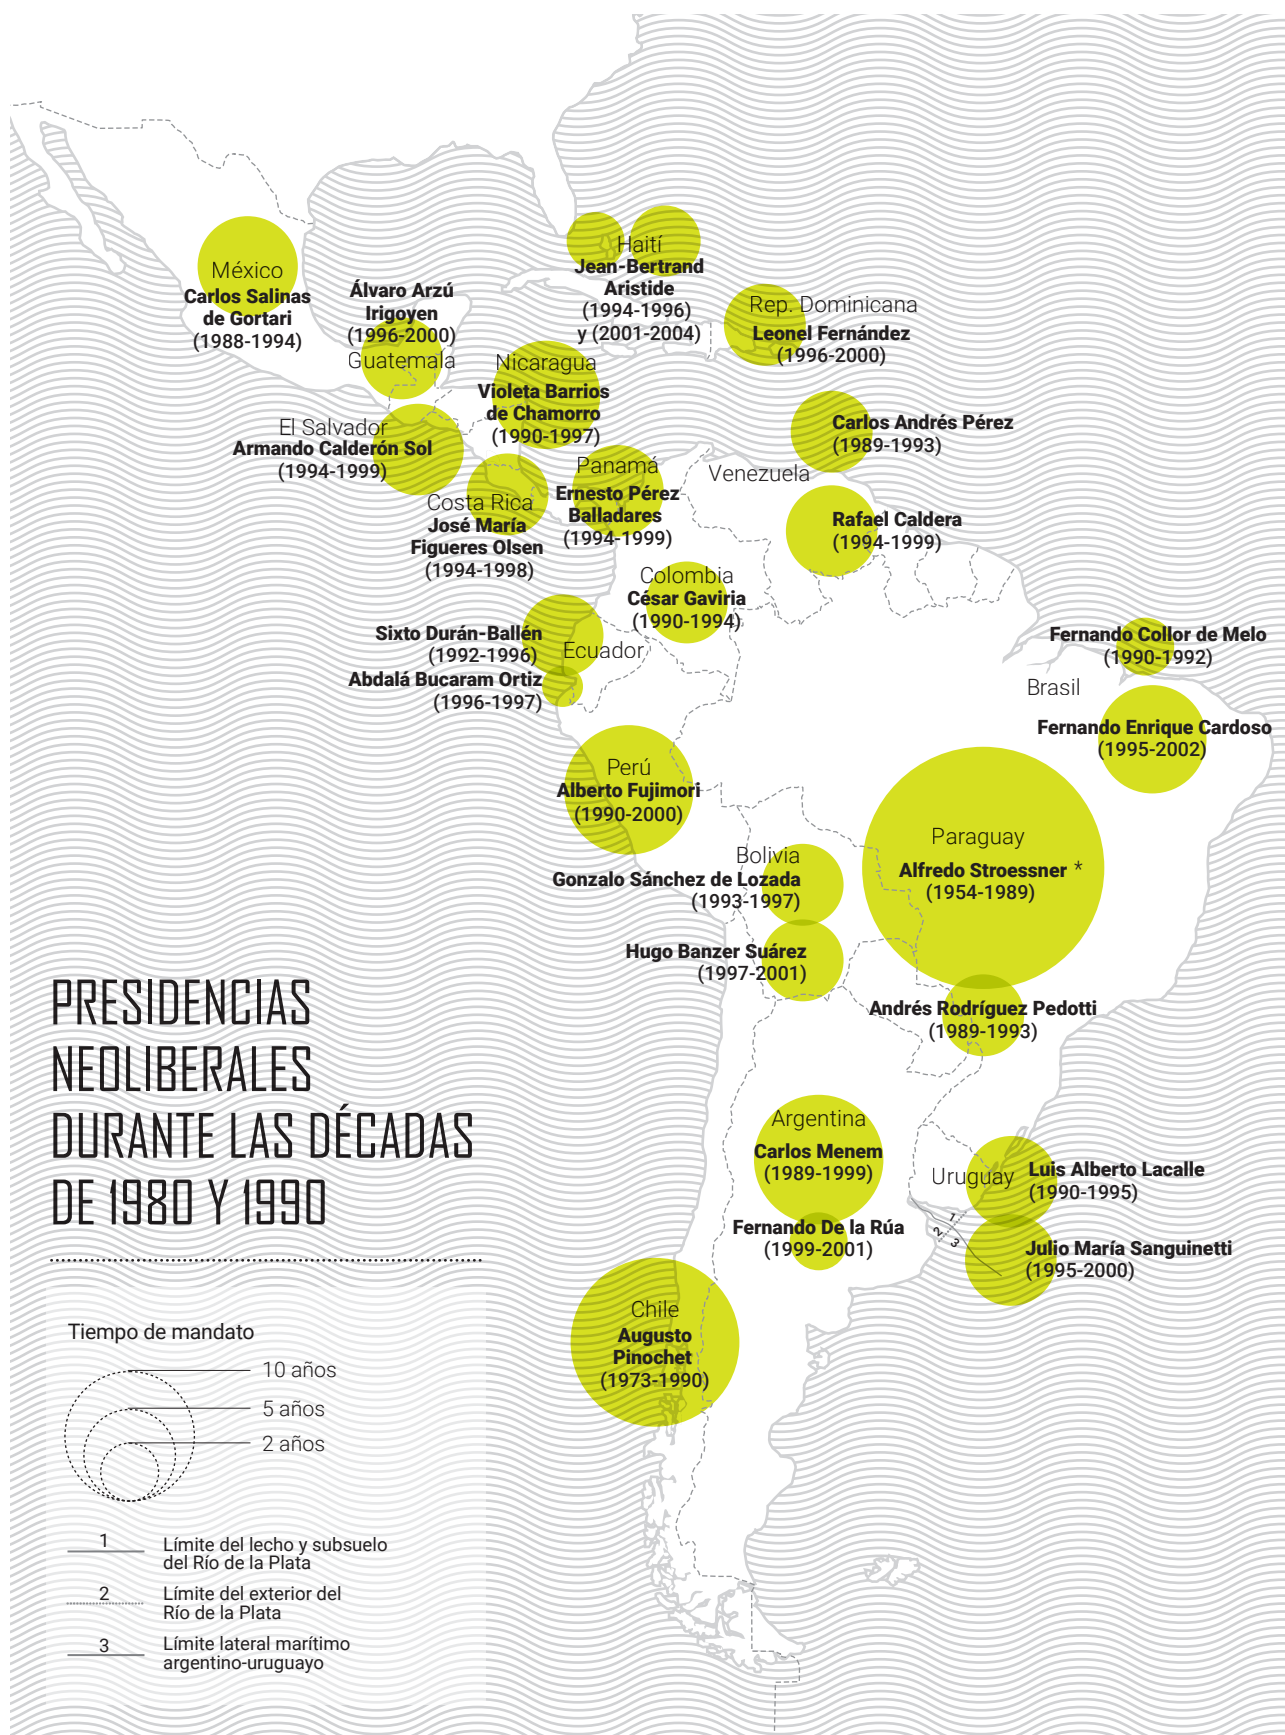 México
Carlos Salinas
de Gortari
(1988-1994)
Álvaro Arzú
Irigoyen
(1996-2000)
Guatemala
Haití
Jean-Bertrand
Aristide
(1994-1996)
y (2001-2004)
Rep. Dominicana
Leonel Fernández
(1996-2000)
Nicaragua
Violeta Barrios
de Chamorro
(1990-1997)
El Salvador
Armando Calderón Sol
(1994-1999)
Costa Rica
José María
Figueres Olsen
(1994-1998)
Panamá
Ernesto Pérez
Balladares
(1994-1999)
Venezuela
Carlos Andrés Pérez
(1989-1993)
Rafael Caldera
(1994-1999)
Colombia
César Gaviria
(1990-1994)
Sixto Durán-Ballén
(1992-1996)
Ecuador
Abdalá Bucaram Ortiz
(1996-1997)
Fernando Collor de Melo
(1990-1992)
Brasil
Fernando Enrique Cardoso
(1995-2002)
Perú
Alberto Fujimori
(1990-2000)
Paraguay
Alfredo Stroessner *
(1954-1989)
Bolivia
Gonzalo Sánchez de Lozada
(1993-1997)
Hugo Banzer Suárez
(1997-2001)
Andrés Rodríguez Pedotti
(1989-1993)
Argentina
Carlos Menem
(1989-1999)
Fernando De la Rúa
(1999-2001)
Uruguay
Luis Alberto Lacalle
(1990-1995)
1
2
3
Julio María Sanguinetti
(1995-2000)
Chile
Augusto
Pinochet
(1973-1990)
PRESIDENCIAS
NEOLIBERALES
DURANTE LAS DÉCADAS
DE 1980 Y 1990
Tiempo de mandato
10 años
5 años
2 años
1 Límite del lecho y subsuelo
del Río de la Plata
2 Límite del exterior del
Río de la Plata
3 Límite lateral marítimo
argentino-uruguayo